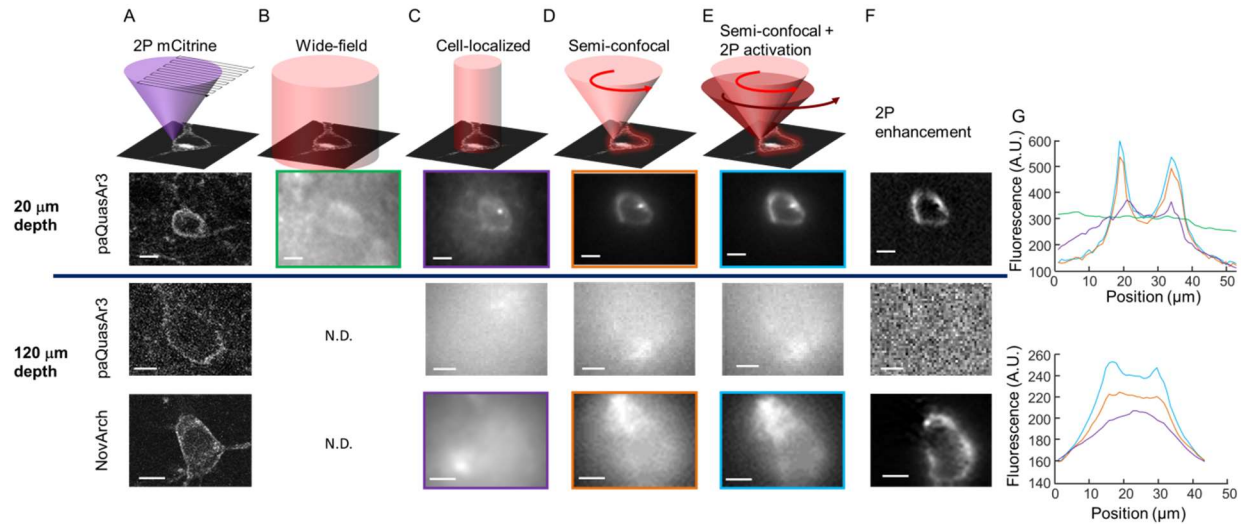 A
B
C
D
E
F
2P mCitrine
Wide-field
Cell-localized
Semi-confocal
Semi-confocal +
2P activation
2P
enhancement
G
20 μm
depth
paQuasAr3
Fluorescence (A.U.)
600
500
400
300
200
100
0 10 20 30 40 50
Position (μm)
120 μm
depth
paQuasAr3
N.D.
NovArch
N.D.
Fluorescence (A.U.)
260
240
220
200
180
160
140
0 10 20 30 40 50
Position (μm)